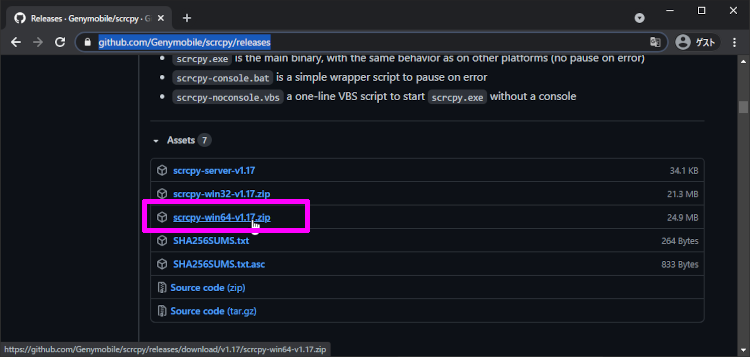 Releases · Genymobile/scrcpy · G
github.com/Genymobile/scrcpy/releases
ゲスト
scrcpy.exe is the main binary, with the same behavior as on other platforms (no pause on error)
scrcpy-console.bat is a simple wrapper script to pause on error
scrcpy-noconsole.vbs a one-line VBS script to start scrcpy.exe without a console
Assets 7
scrcpy-server-v1.17 34.1 KB
scrcpy-win32-v1.17.zip 21.3 MB
scrcpy-win64-v1.17.zip 24.9 MB
SHA256SUMS.txt 264 Bytes
SHA256SUMS.txt.asc 833 Bytes
Source code (zip)
Source code (tar.gz)
https://github.com/Genymobile/scrcpy/releases/download/v1.17/scrcpy-win64-v1.17.zip